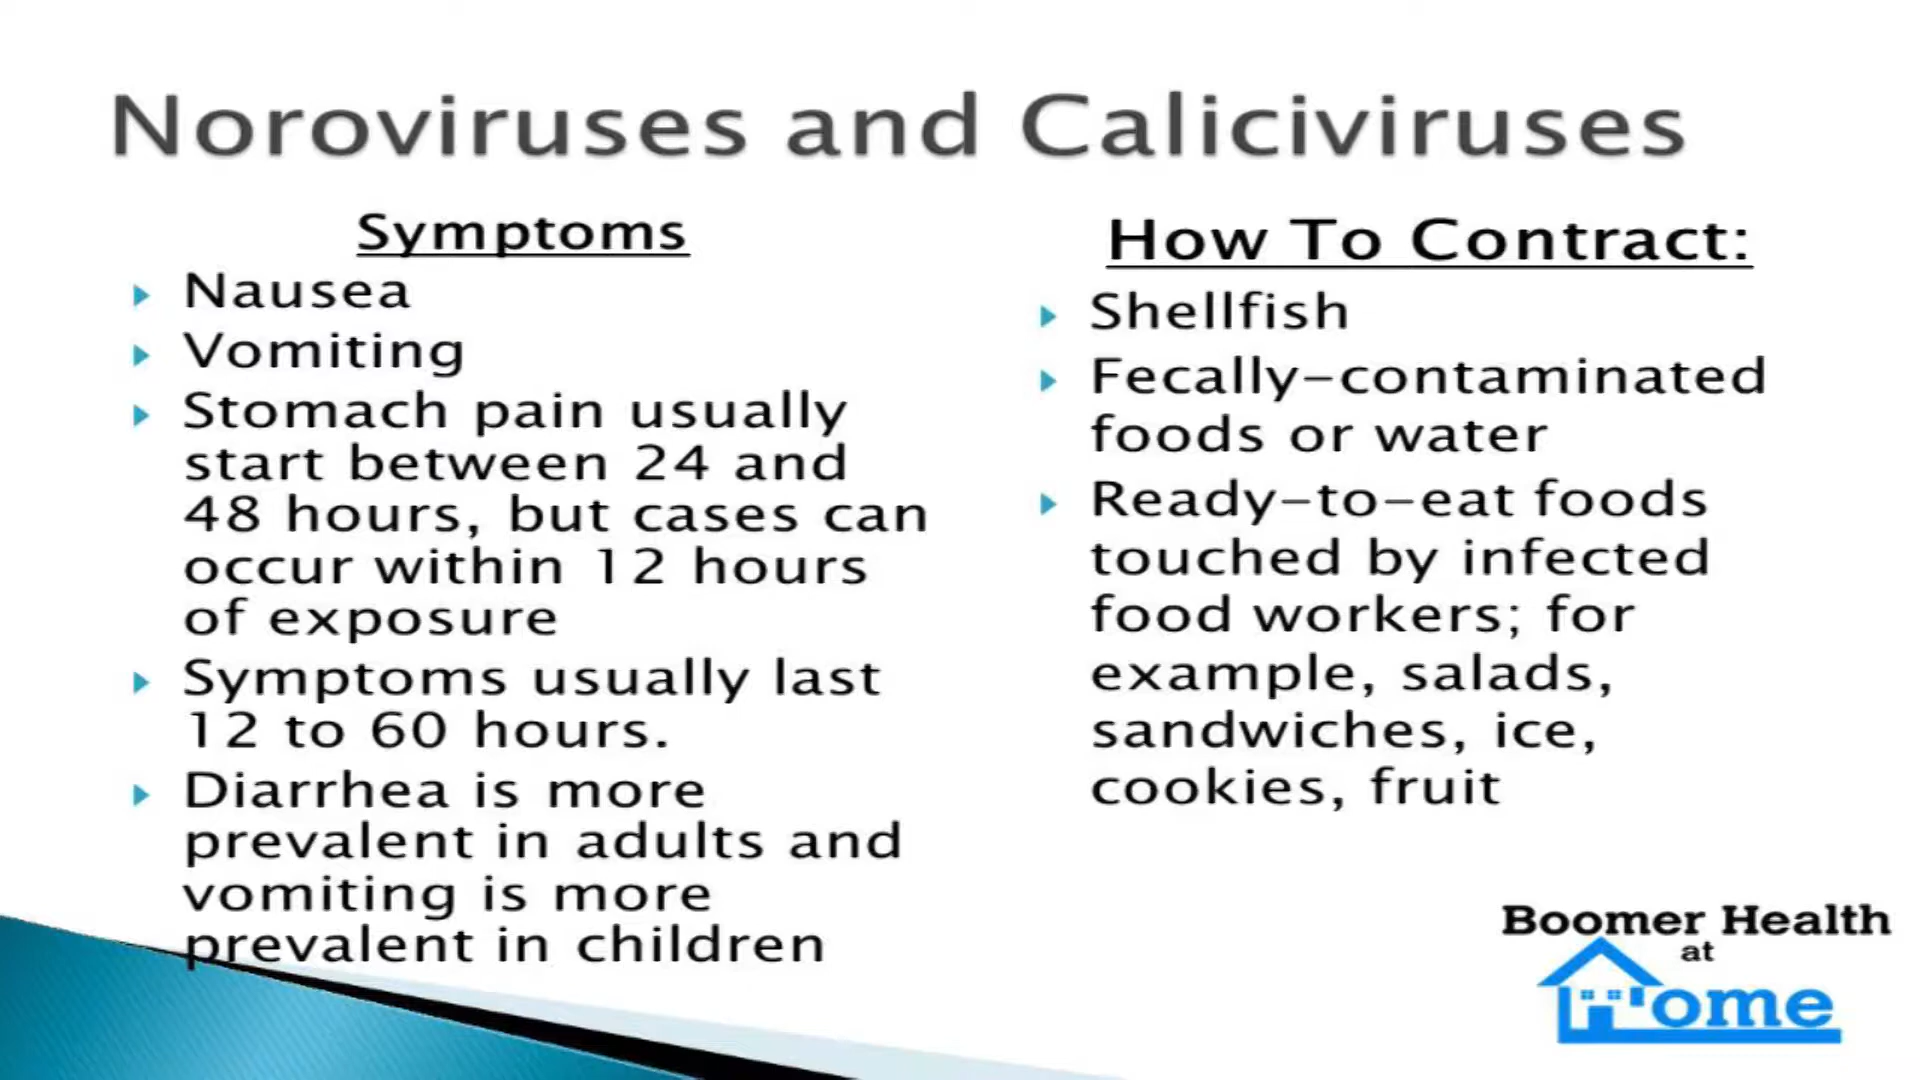 Noroviruses and Caliciviruses
Symptoms
Nausea
Vomiting
Stomach pain usually
start between 24 and
48 hours, but cases can
occur within 12 hours
of exposure
Symptoms usually last
12 to 60 hours.
Diarrhea is more
prevalent in adults and
vomiting is more
prevalent in children
How To Contract:
Shellfish
Fecally-contaminated
foods or water
Ready-to-eat foods
touched by infected
food workers; for
example, salads,
sandwiches, ice,
cookies, fruit
Boomer Health
at
Home